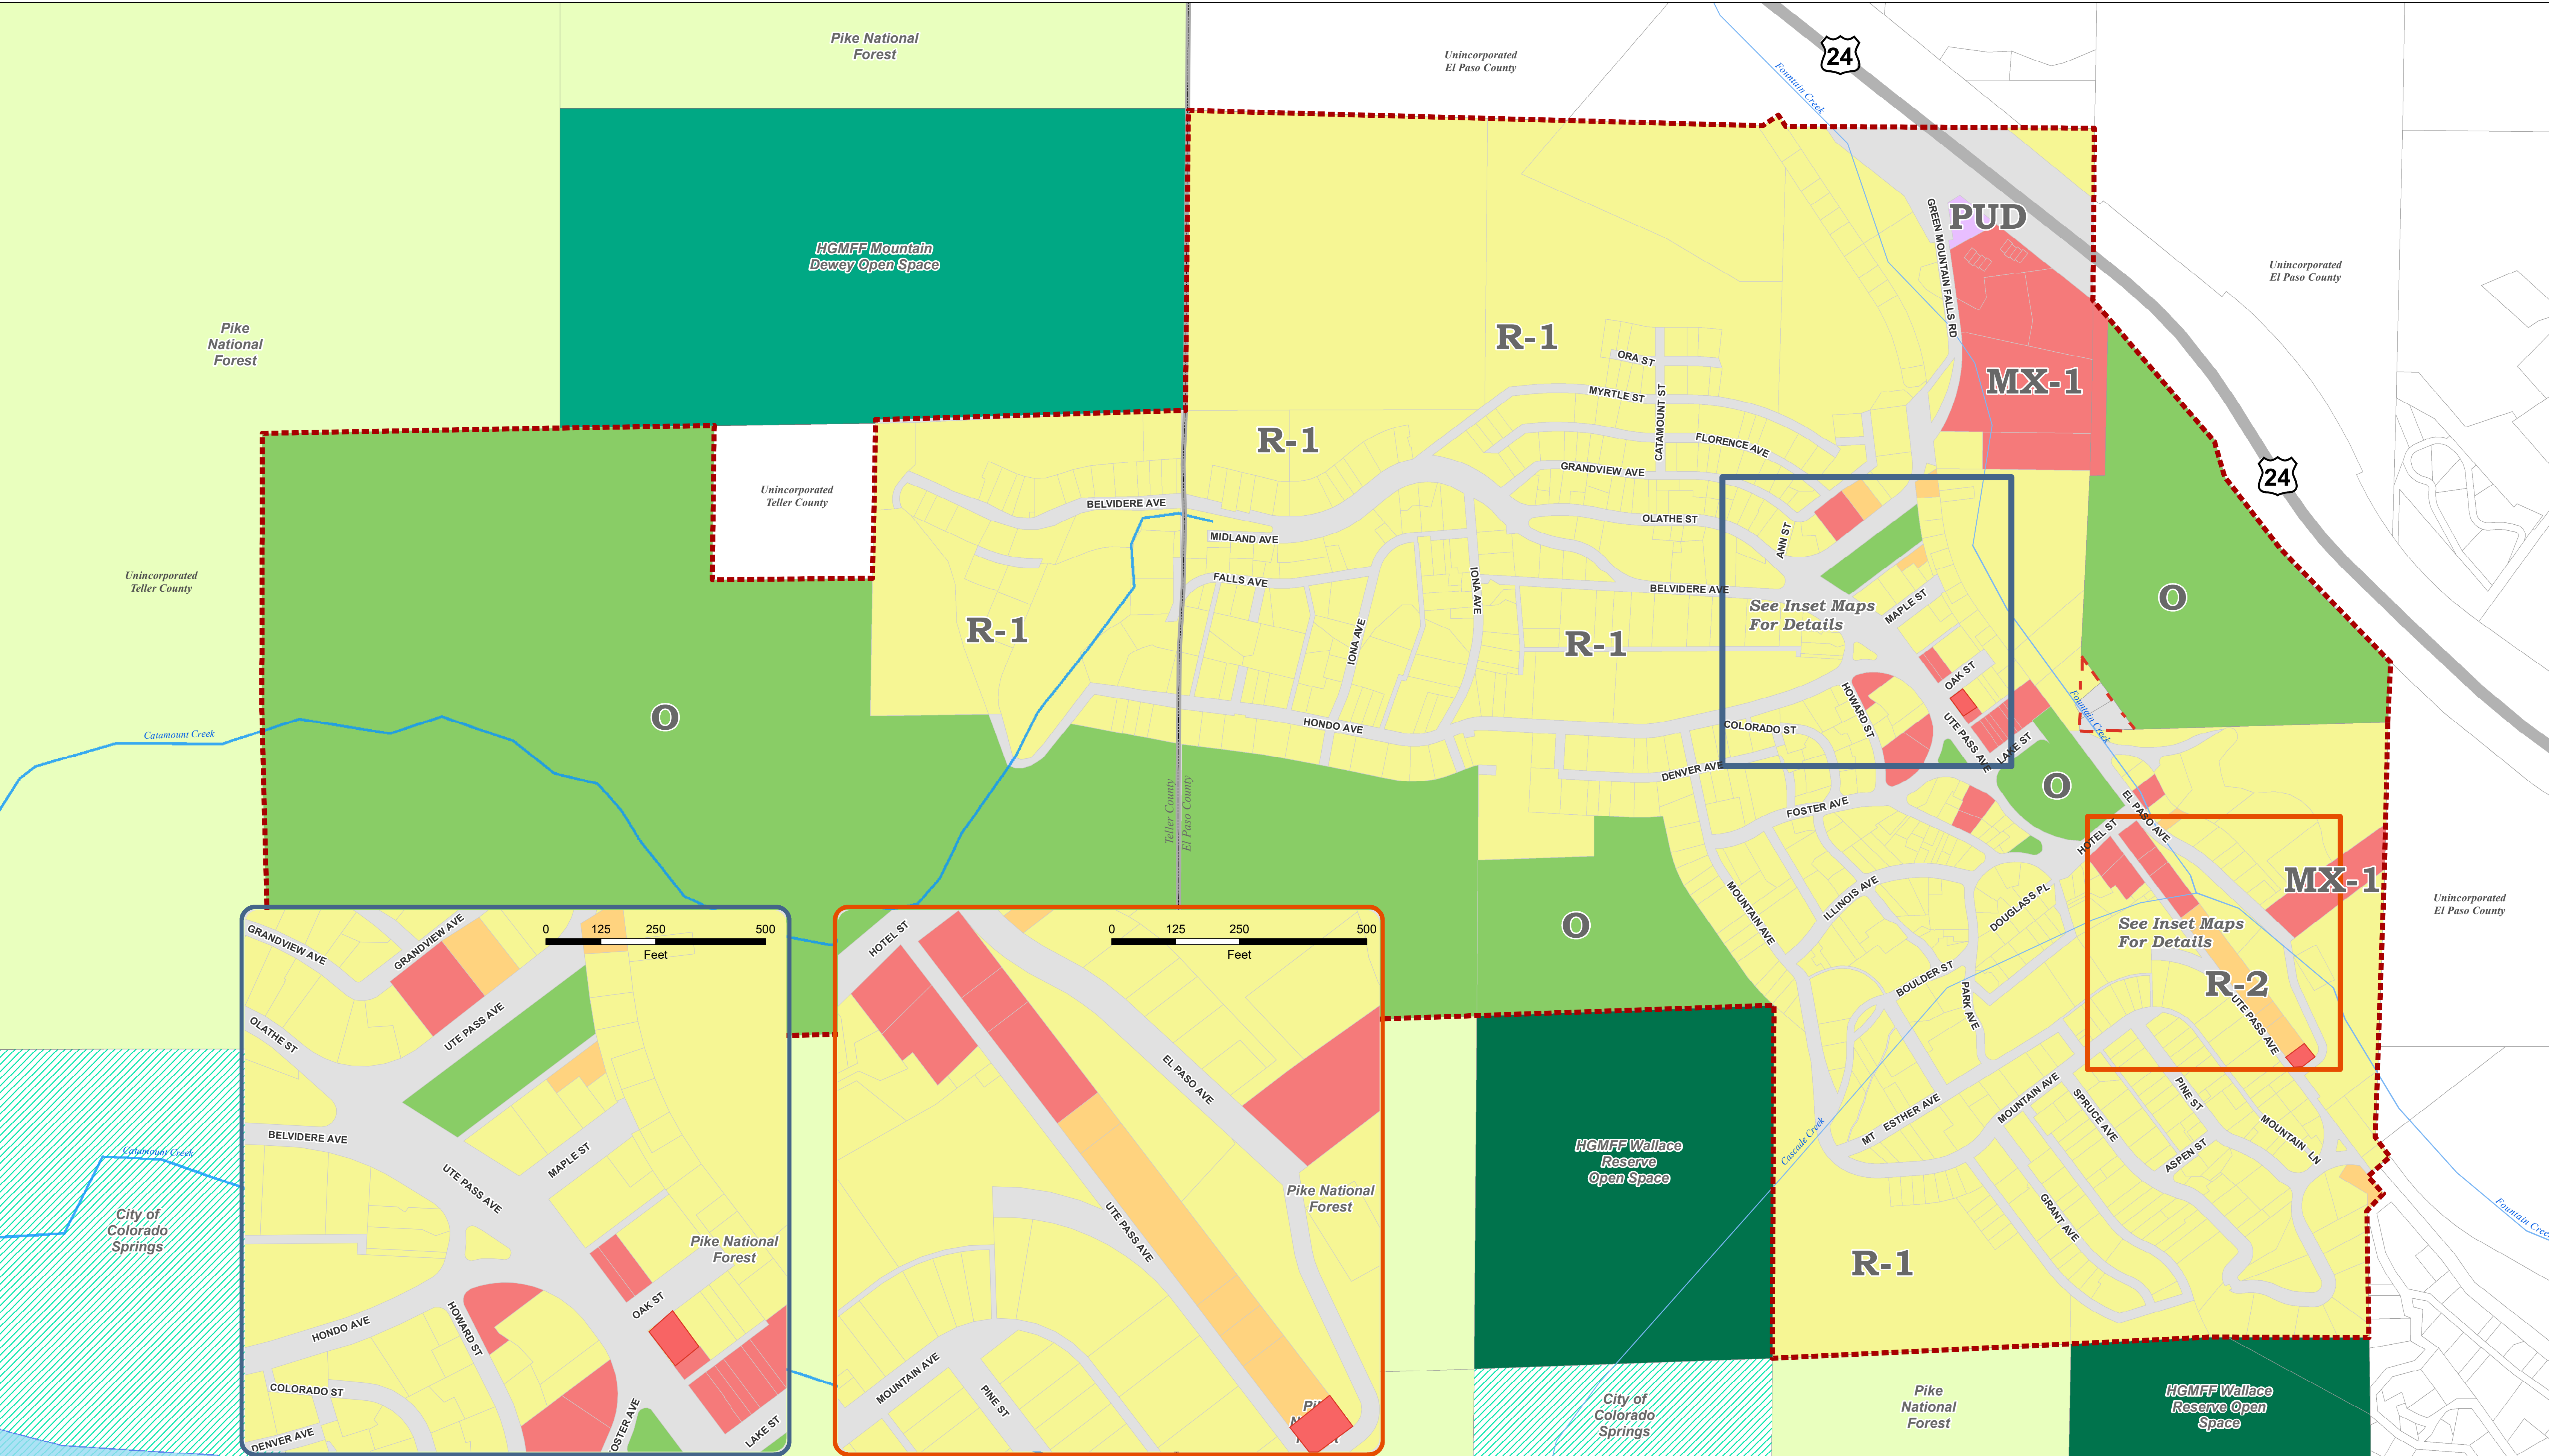 Pike National
Forest
Unincorporated
El Paso County
24
Fountain Creek
HGMFF Mountain
Dewey Open Space
PUD
GREEN MOUNTAIN FALLS RD
Unincorporated
El Paso County
Pike
National
Forest
R-1
ORA ST
MYRTLE ST
CATAMOUNT ST
MX-1
R-1
FLORENCE AVE
GRANDVIEW AVE
24
Unincorporated
Teller County
BELVIDERE AVE
OLATHE ST
ANN ST
MIDLAND AVE
Unincorporated
Teller County
FALLS AVE
IONA AVE
BELVIDERE AVE
See Inset Maps
For Details
MAPLE ST
O
R-1
IONA AVE
R-1
OAK ST
O
HOWARD ST
Fountain Creek
Catamount Creek
HONDO AVE
COLORADO ST
UTE PASS AVE
LAKE ST
DENVER AVE
O
Teller County
El Paso County
FOSTER AVE
EL PASO AVE
HOTEL ST
MX-1
Unincorporated
El Paso County
MOUNTAIN AVE
ILLINOIS AVE
DOUGLASS PL
O
See Inset Maps
For Details
BOULDER ST
R-2
PARK AVE
UTE PASS AVE
GRANDVIEW AVE
GRANDVIEW AVE
0 125 250 500
Feet
OLATHE ST
UTE PASS AVE
BELVIDERE AVE
UTE PASS AVE
MAPLE ST
Pike National
Forest
OAK ST
HONDO AVE
HOWARD ST
COLORADO ST
DENVER AVE
OSTER AVE
LAKE ST
HOTEL ST
0 125 250 500
Feet
EL PASO AVE
Pike National
Forest
UTE PASS AVE
MOUNTAIN AVE
PINE ST
Catamount Creek
City of
Colorado
Springs
HGMFF Wallace
Reserve
Open Space
Cascade Creek
MT ESTHER AVE
MOUNTAIN AVE
SPRUCE AVE
PINE ST
ASPEN ST
MOUNTAIN LN
GRANT AVE
Fountain Cree
R-1
City of
Colorado
Springs
Pike
National
Forest
HGMFF Wallace
Reserve Open
Space